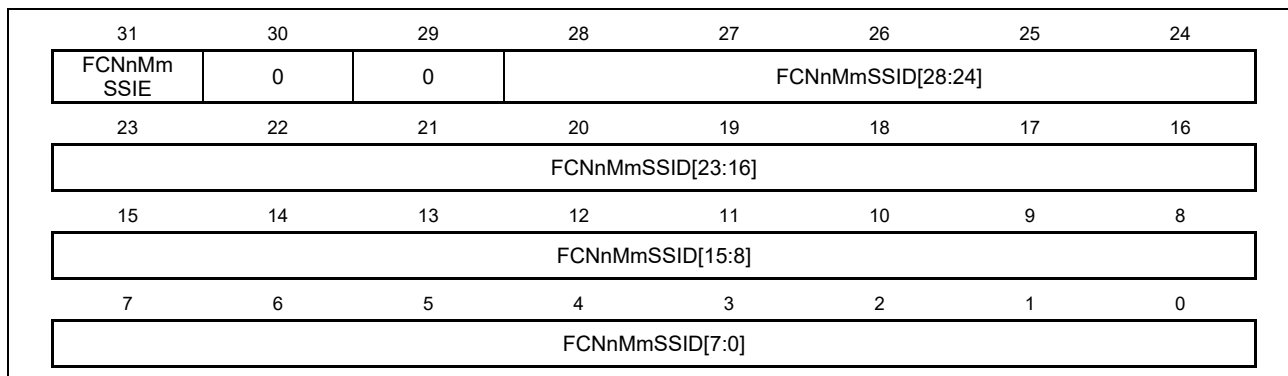 31 30 29 28 27 26 25 24
FCNnMm
SSIE 0 0 FCNnMmSSID[28:24]
23 22 21 20 19 18 17 16
FCNnMmSSID[23:16]
15 14 13 12 11 10 9 8
FCNnMmSSID[15:8]
7 6 5 4 3 2 1 0
FCNnMmSSID[7:0]